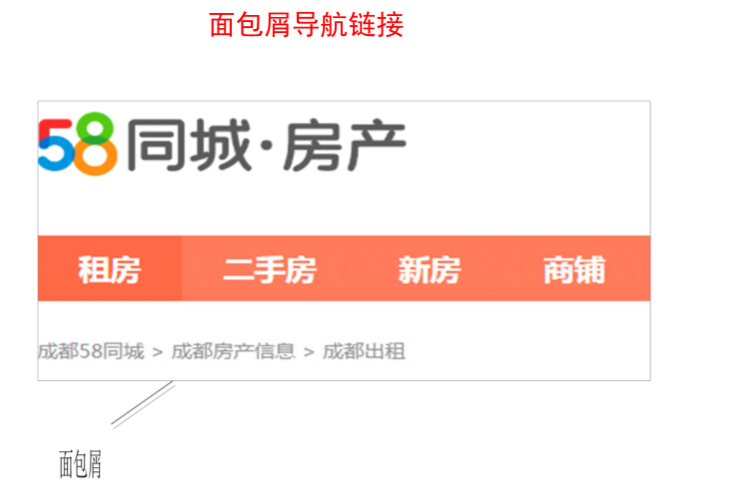 面包屑导航链接
58同城·房产
租房 二手房 新房 商铺
成都58同城 > 成都房产信息 > 成都出租
面包屑